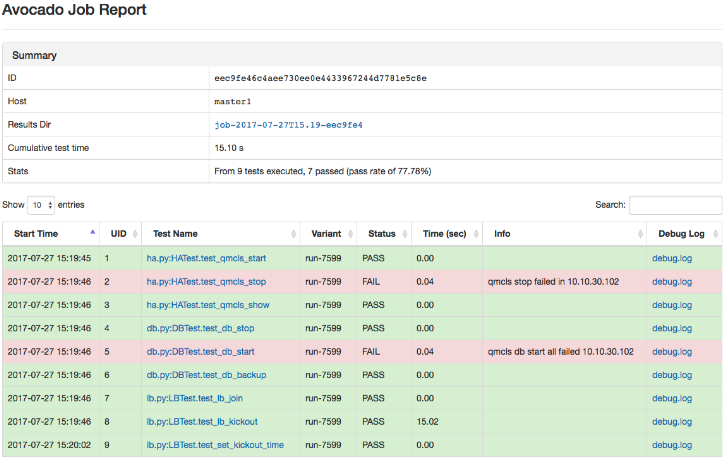 Avocado Job Report
Summary
ID eec9fe46c4aee730ee0e4433967244d7781e5c8e
Host master1
Results Dir job-2017-07-27T15.19-eec9fe4
Cumulative test time 15.10 s
Stats From 9 tests executed, 7 passed (pass rate of 77.78%)
Show 10 entries Search:
Start Time UID Test Name Variant Status Time (sec) Info Debug Log
2017-07-27 15:19:45 1 ha.py:HATest.test_qmcls_start run-7599 PASS 0.00 debug.log
2017-07-27 15:19:46 2 ha.py:HATest.test_qmcls_stop run-7599 FAIL 0.04 qmcls stop failed in 10.10.30.102 debug.log
2017-07-27 15:19:46 3 ha.py:HATest.test_qmcls_show run-7599 PASS 0.00 debug.log
2017-07-27 15:19:46 4 db.py:DBTest.test_db_stop run-7599 PASS 0.00 debug.log
2017-07-27 15:19:46 5 db.py:DBTest.test_db_start run-7599 FAIL 0.04 qmcls db start all failed 10.10.30.102 debug.log
2017-07-27 15:19:46 6 db.py:DBTest.test_db_backup run-7599 PASS 0.00 debug.log
2017-07-27 15:19:46 7 lb.py:LBTest.test_lb_join run-7599 PASS 0.00 debug.log
2017-07-27 15:19:46 8 lb.py:LBTest.test_lb_kickout run-7599 PASS 15.02 debug.log
2017-07-27 15:20:02 9 lb.py:LBTest.test_set_kickout_time run-7599 PASS 0.00 debug.log